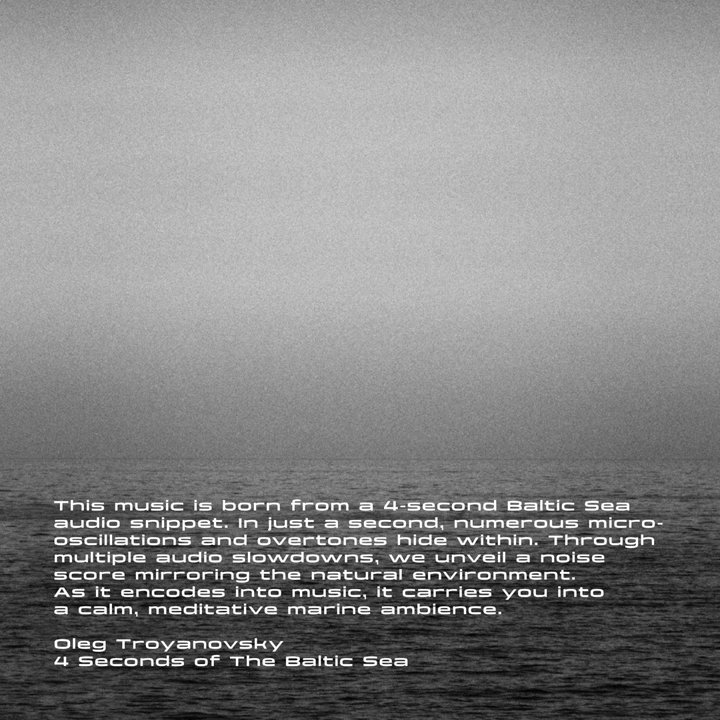 This music is born from a 4-second Baltic Sea
audio snippet. In just a second, numerous micro-
oscillations and overtones hide within. Through
multiple audio slowdowns, we unveil a noise
score mirroring the natural environment.
As it encodes into music, it carries you into
a calm, meditative marine ambience.
Oleg Troyanovsky
4 Seconds of The Baltic Sea